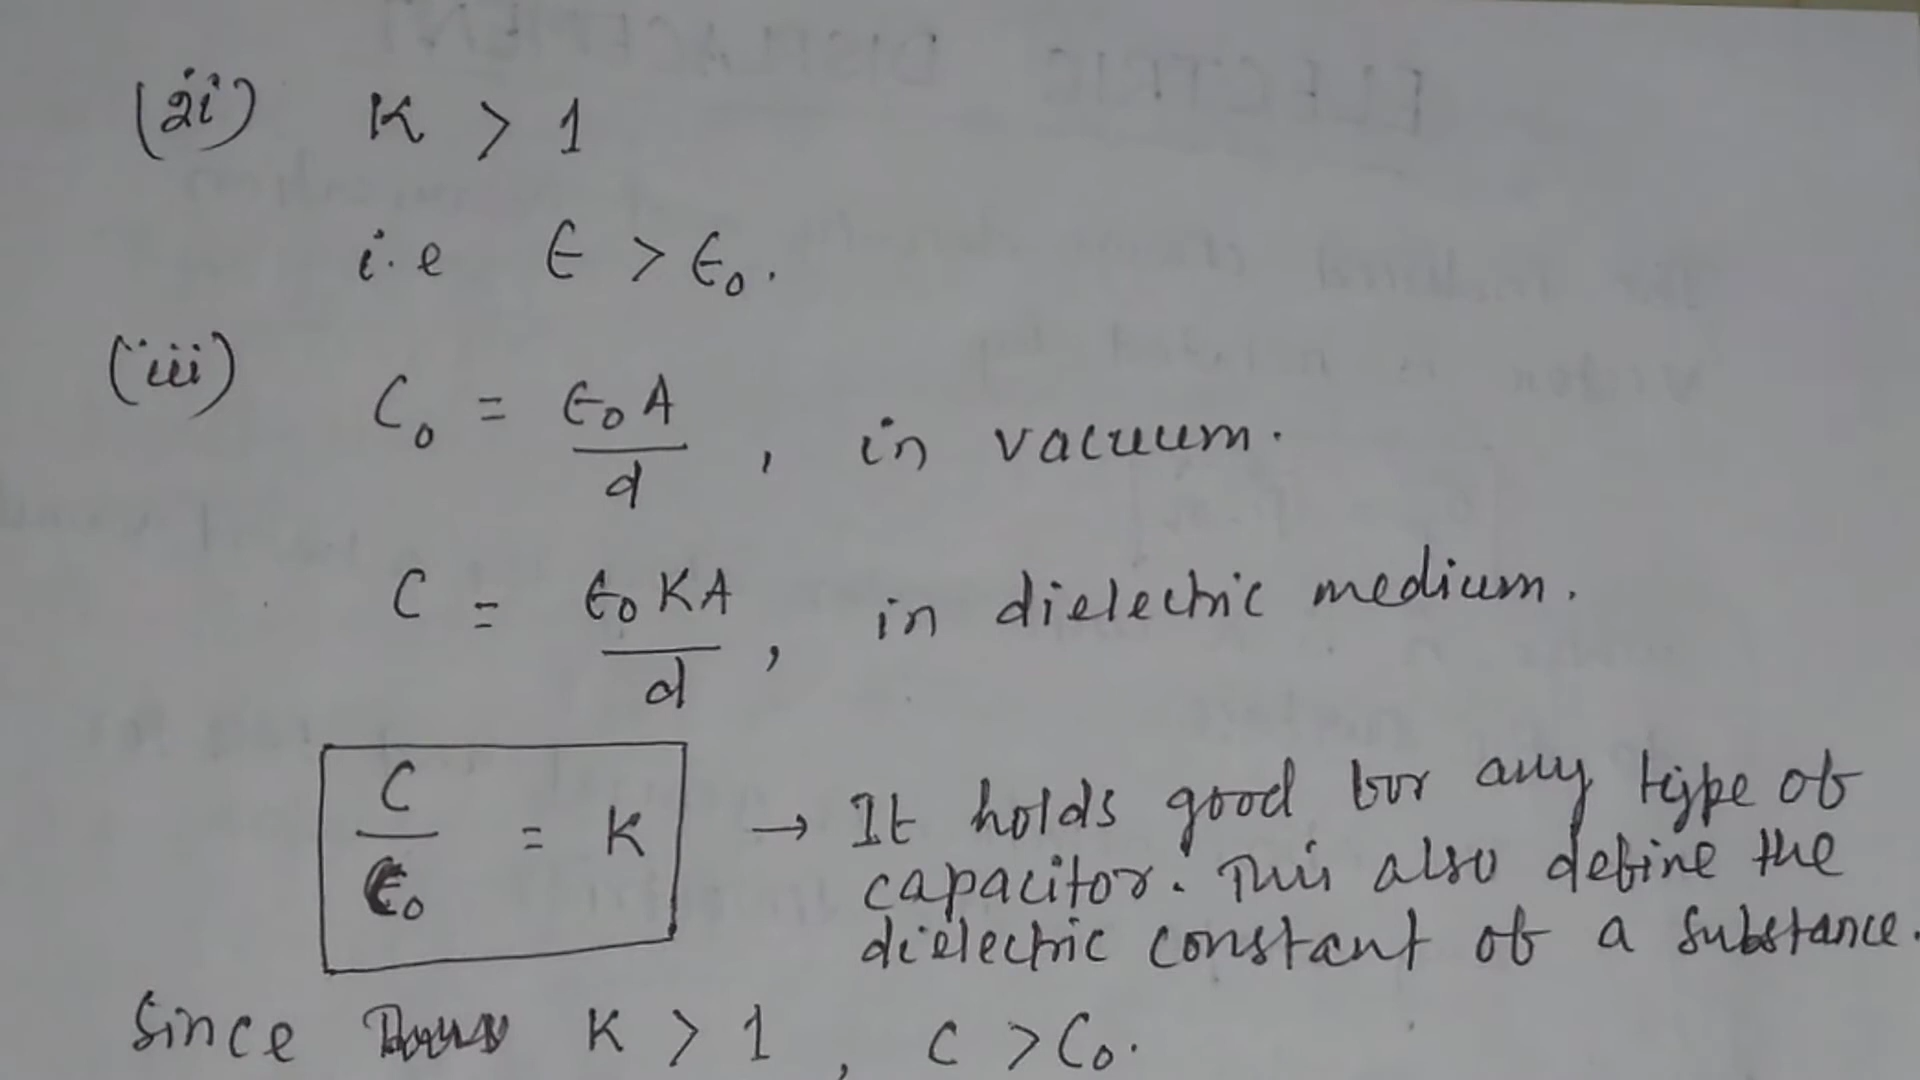 (ii) K > 1
i.e ϵ > ϵ₀.
(iii)
C₀ = ϵ₀A / d , in vacuum.
C = ϵ₀KA / d , in dielectric medium.
C / C₀ = K → It holds good for any type of
capacitor. This also define the
dielectric constant of a substance.
Since K > 1 , C > C₀.